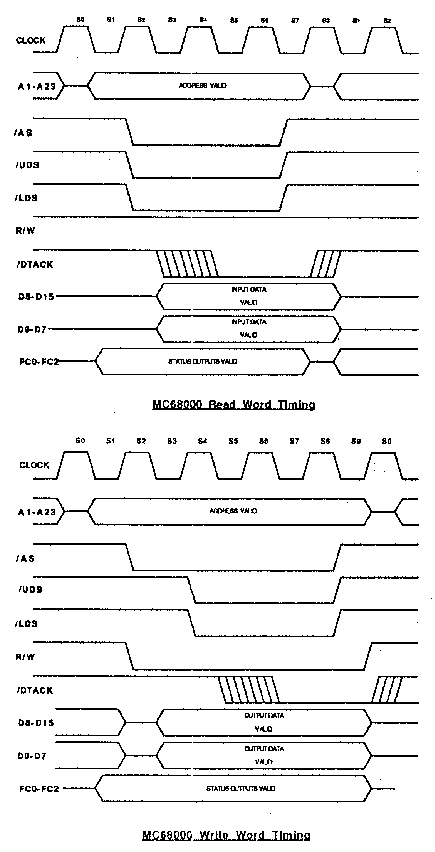 S0 S1 S2 S3 S4 S5 S6 S7 S0 S1 S2
CLOCK
A1-A23 ADDRESS VALID
/AS
/UDS
/LDS
R/W
/DTACK
D8-D15 INPUT DATA
VALID
D0-D7 INPUT DATA
VALID
FC0-FC2 STATUS OUTPUTS VALID
MC68000 Read Word Timing
S0 S1 S2 S3 S4 S5 S6 S7 S8 S9 S0
CLOCK
A1-A23 ADDRESS VALID
/AS
/UDS
/LDS
R/W
/DTACK
D8-D15 OUTPUT DATA
VALID
D0-D7 OUTPUT DATA
VALID
FC0-FC2 STATUS OUTPUTS VALID
MC68000 Write Word Timing